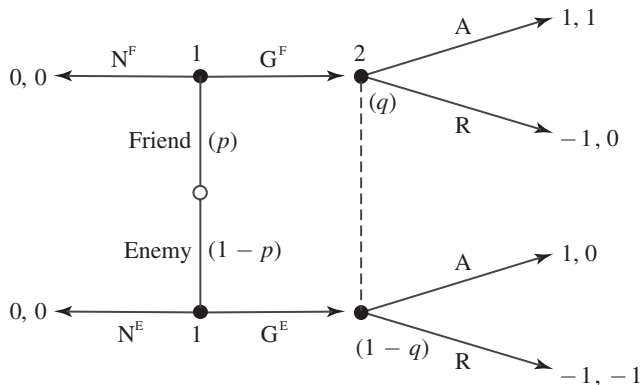 A
1, 1
0, 0
N^F
1
G^F
2
(q)
R
−1, 0
Friend (p)
Enemy (1 − p)
A
1, 0
0, 0
N^E
1
G^E
(1 − q)
R
−1, −1